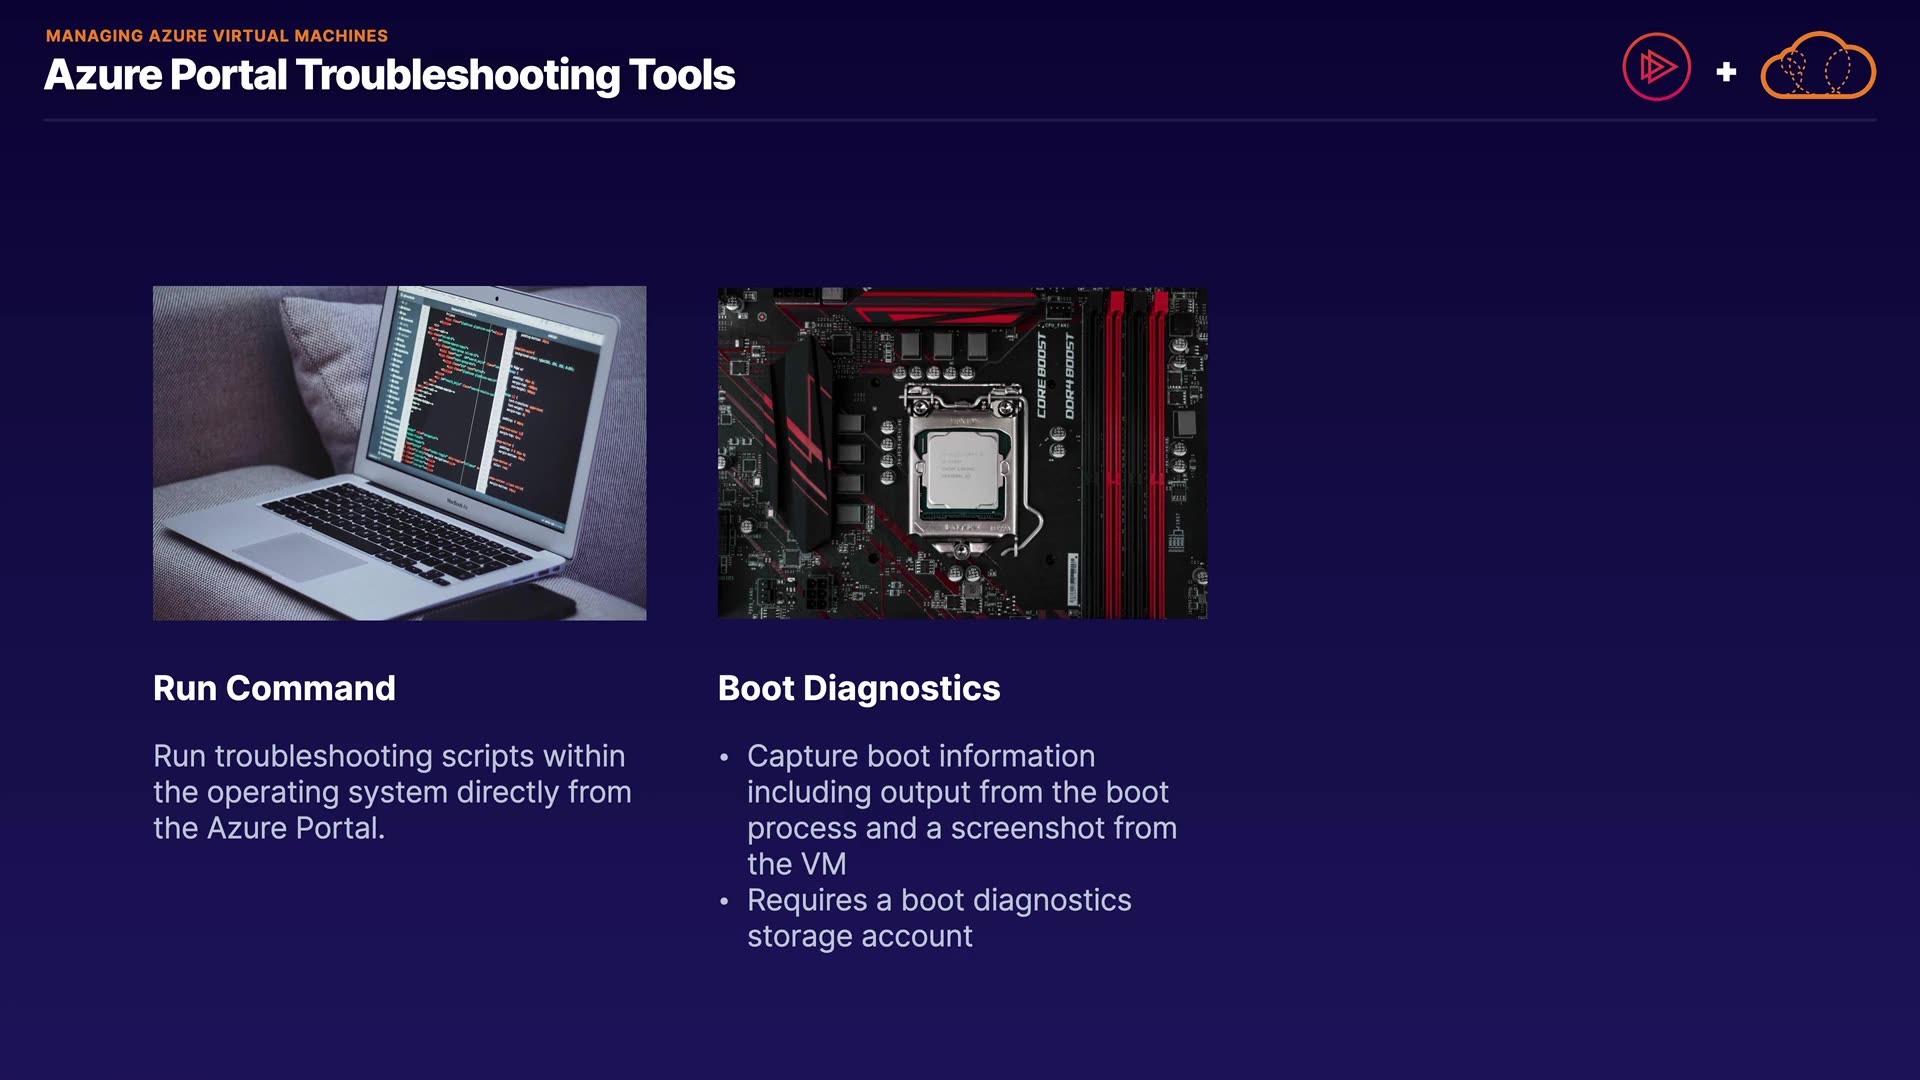 MANAGING AZURE VIRTUAL MACHINES
Azure Portal Troubleshooting Tools
CORE BOOST
DDR4 BOOST
Run Command
Run troubleshooting scripts within
the operating system directly from
the Azure Portal.
Boot Diagnostics
• Capture boot information
including output from the boot
process and a screenshot from
the VM
• Requires a boot diagnostics
storage account